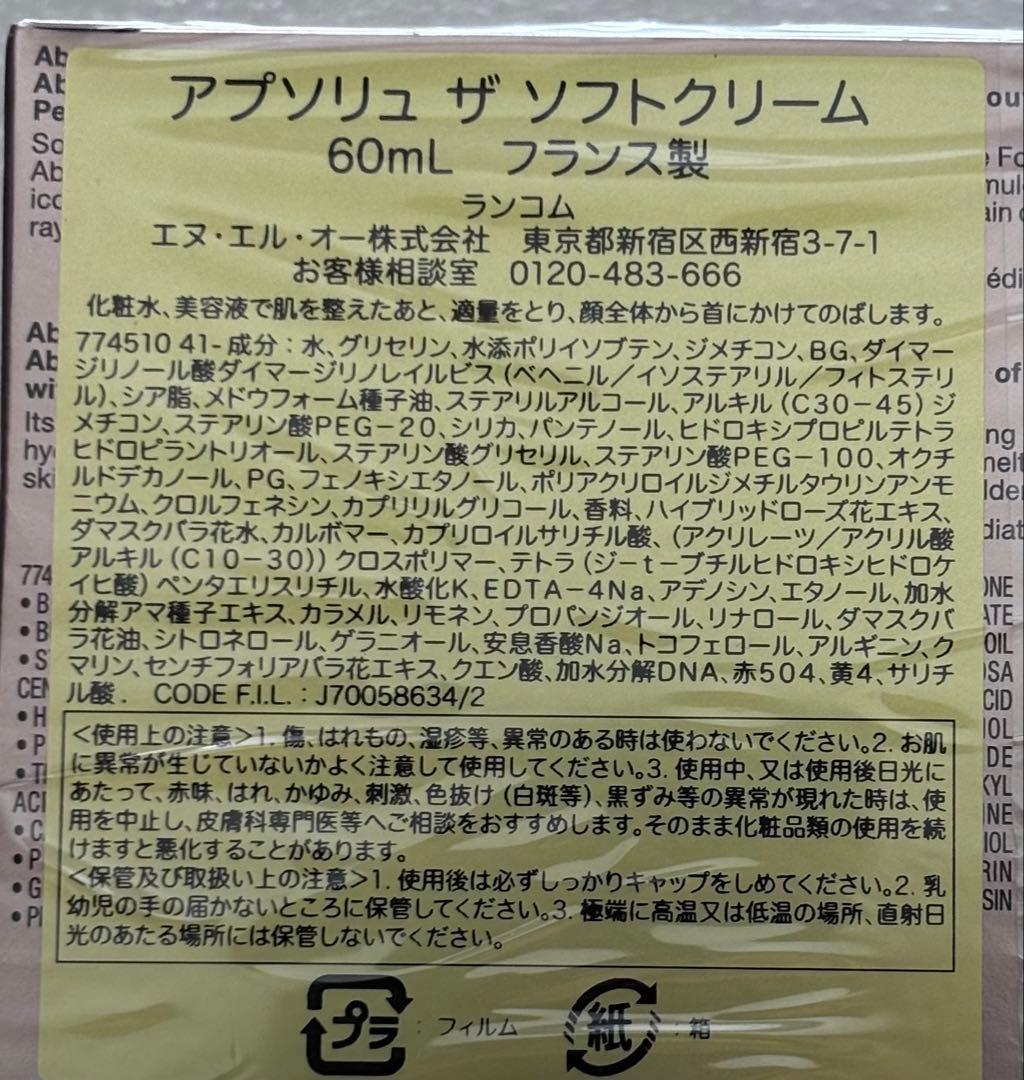 アプソリュ ザ ソフトクリーム
60mL フランス製
ランコム
エヌ・エル・オー株式会社 東京都新宿区西新宿3-7-1
お客様相談室 0120-483-666
化粧水、美容液で肌を整えたあと、適量をとり、顔全体から首にかけてのばします。
774510 41- 成分：水、グリセリン、水添ポリイソブテン、ジメチコン、BG、ダイマー
ジリノール酸ダイマージリノレイルビス（ベヘニル／イソステアリル／フィトステリ
ル）、シア脂、メドウフォーム種子油、ステアリルアルコール、アルキル（C30－45）ジ
メチコン、ステアリン酸PEG－20、シリカ、パンテノール、ヒドロキシプロピルテトラ
ヒドロピラントリオール、ステアリン酸グリセリル、ステアリン酸PEG－100、オクチ
ルドデカノール、PG、フェノキシエタノール、ポリアクリロイルジメチルタウリンアンモ
ニウム、クロルフェネシン、カプリリルグリコール、香料、ハイブリッドローズ花エキス、
ダマスクバラ花水、カルボマー、カプリロイルサリチル酸、（アクリレーツ／アクリル酸
アルキル（C10－30））クロスポリマー、テトラ（ジーt－ブチルヒドロキシヒドロケ
イヒ酸）ペンタエリスリチル、水酸化K、EDTA－4Na、アデノシン、エタノール、加水
分解アマ種子エキス、カラメル、リモネン、プロパンジオール、リナロール、ダマスクバ
ラ花油、シトロネロール、ゲラニオール、安息香酸Na、トコフェロール、アルギニン、ク
マリン、センチフォリアバラ花エキス、クエン酸、加水分解DNA、赤504、黄4、サリチ
ル酸． CODE F.I.L.：J70058634/2
＜使用上の注意＞1. 傷、はれもの、湿疹等、異常のある時は使わないでください。2. お肌
に異常が生じていないかよく注意して使用してください。3. 使用中、又は使用後日光に
あたって、赤味、はれ、かゆみ、刺激、色抜け（白斑等）、黒ずみ等の異常が現れた時は、使
用を中止し、皮膚科専門医等へご相談をおすすめします。そのまま化粧品類の使用を続
けますと悪化することがあります。
＜保管及び取扱い上の注意＞1. 使用後は必ずしっかりキャップをしめてください。2. 乳
幼児の手の届かないところに保管してください。3. 極端に高温又は低温の場所、直射日
光のあたる場所には保管しないでください。
プラ：フィルム 紙：箱